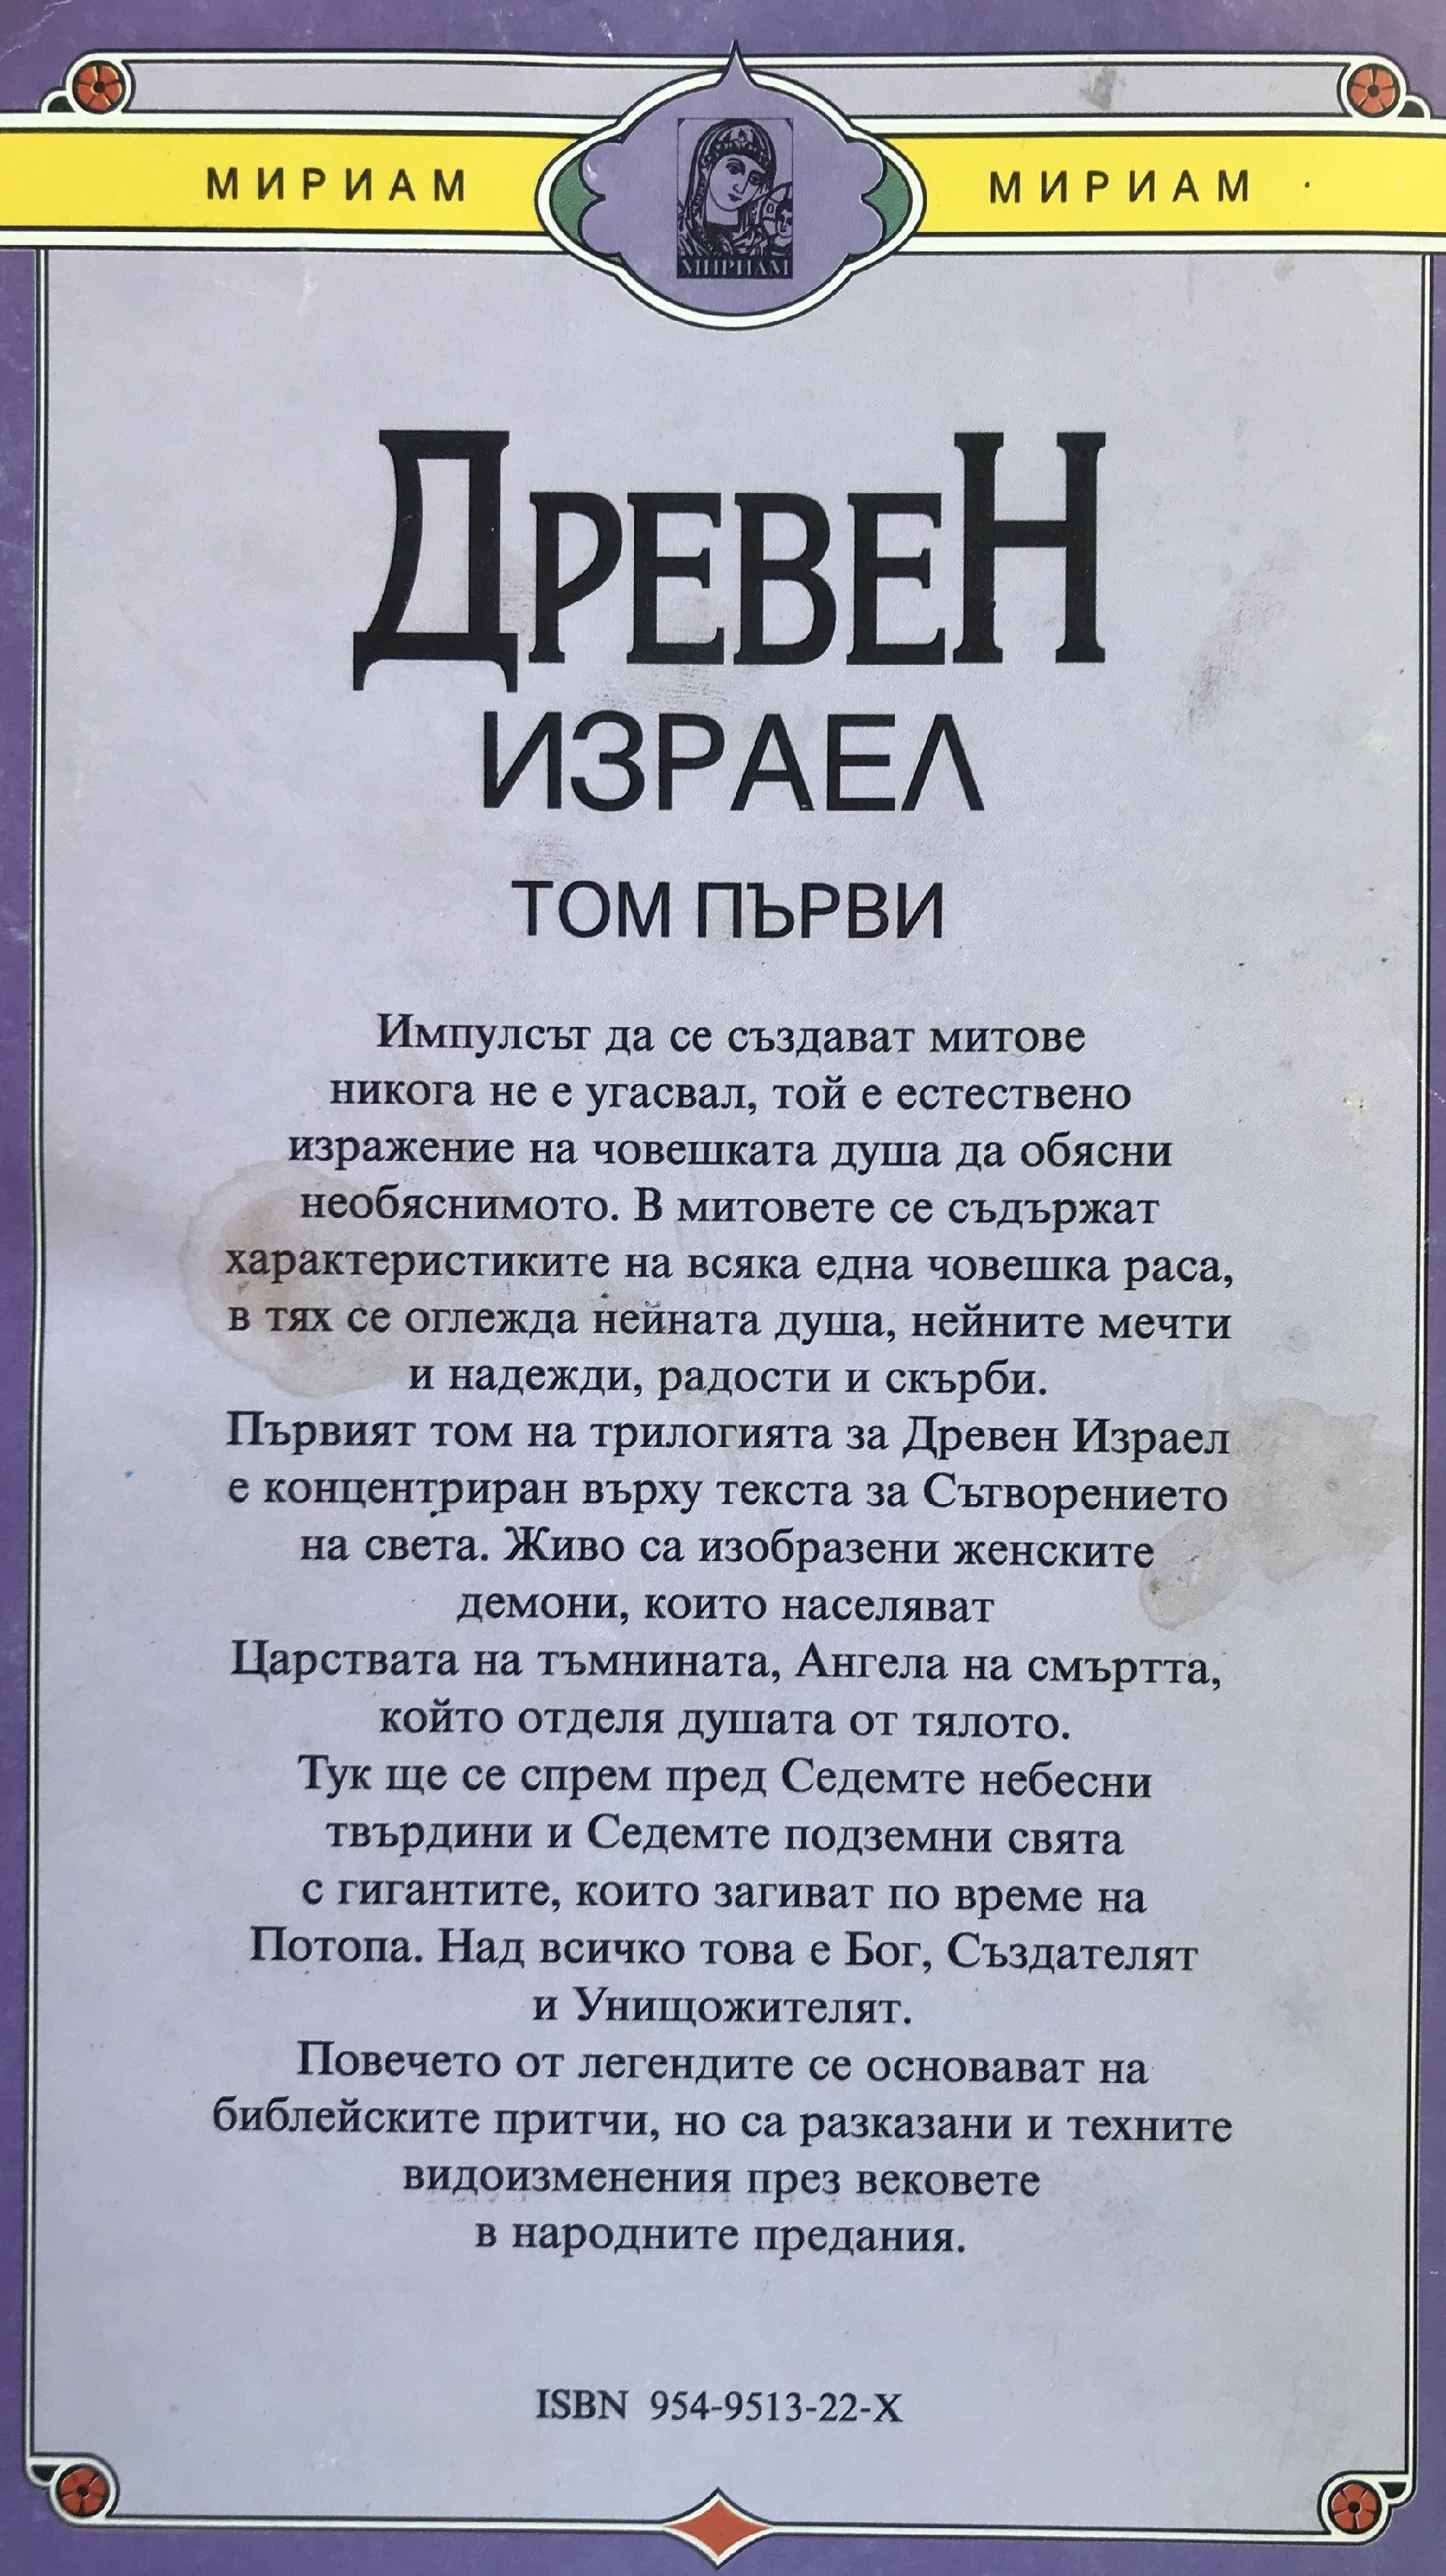 МИРИАМ МИРИАМ
МИРИАМ
ДРЕВЕН
ИЗРАЕЛ
ТОМ ПЪРВИ
Импулсът да се създават митове
никога не е угасвал, той е естествено
изражение на човешката душа да обясни
необяснимото. В митовете се съдържат
характеристиките на всяка една човешка раса,
в тях се оглежда нейната душа, нейните мечти
и надежди, радости и скърби.
Първият том на трилогията за Древен Израел
е концентриран върху текста за Сътворението
на света. Живо са изобразени женските
демони, които населяват
Царствата на тъмнината, Ангела на смъртта,
който отделя душата от тялото.
Тук ще се спрем пред Седемте небесни
твърдини и Седемте подземни свята
с гигантите, които загиват по време на
Потопа. Над всичко това е Бог, Създателят
и Унищожителят.
Повечето от легендите се основават на
библейските притчи, но са разказани и техните
видоизменения през вековете
в народните предания.
ISBN 954-9513-22-X